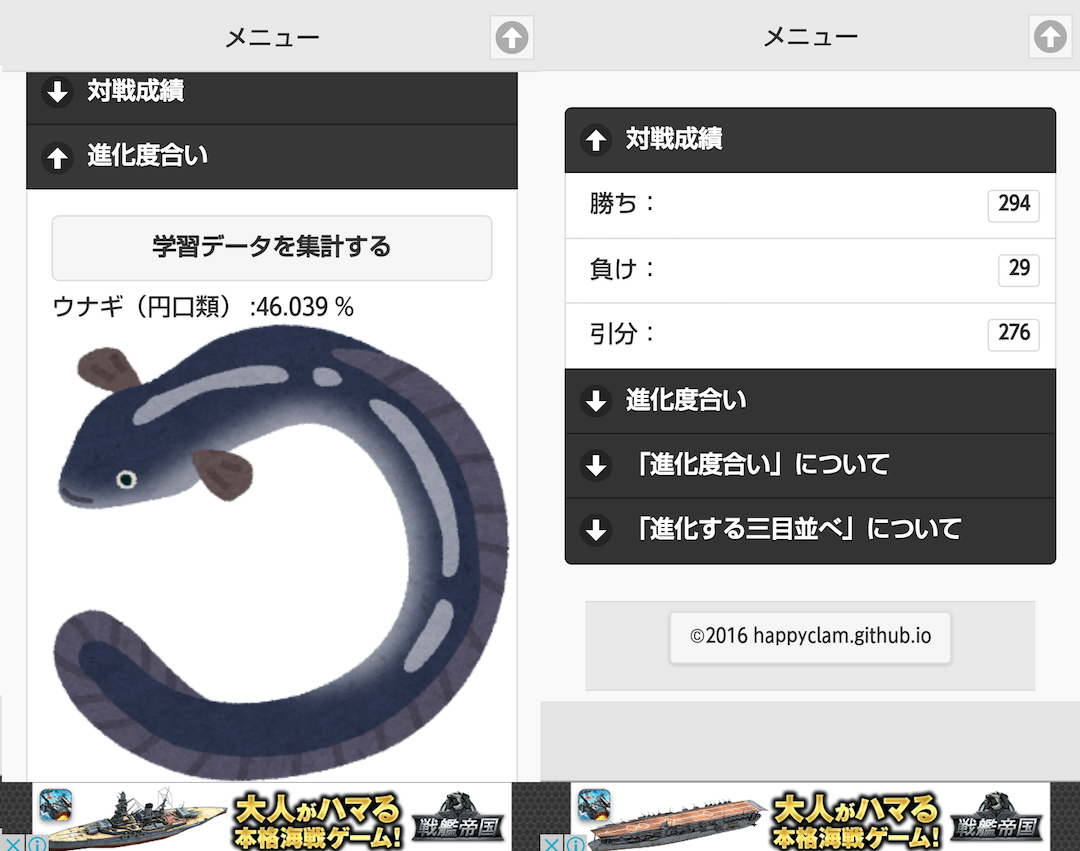 メニュー
対戦成績
進化度合い
学習データを集計する
ウナギ（円口類） :46.039 %
大人がハマる
本格海戦ゲーム!
戦艦帝国
メニュー
対戦成績
勝ち：
294
負け：
29
引分：
276
進化度合い
「進化度合い」について
「進化する三目並べ」について
©2016 happyclam.github.io
大人がハマる
本格海戦ゲーム!
戦艦帝国